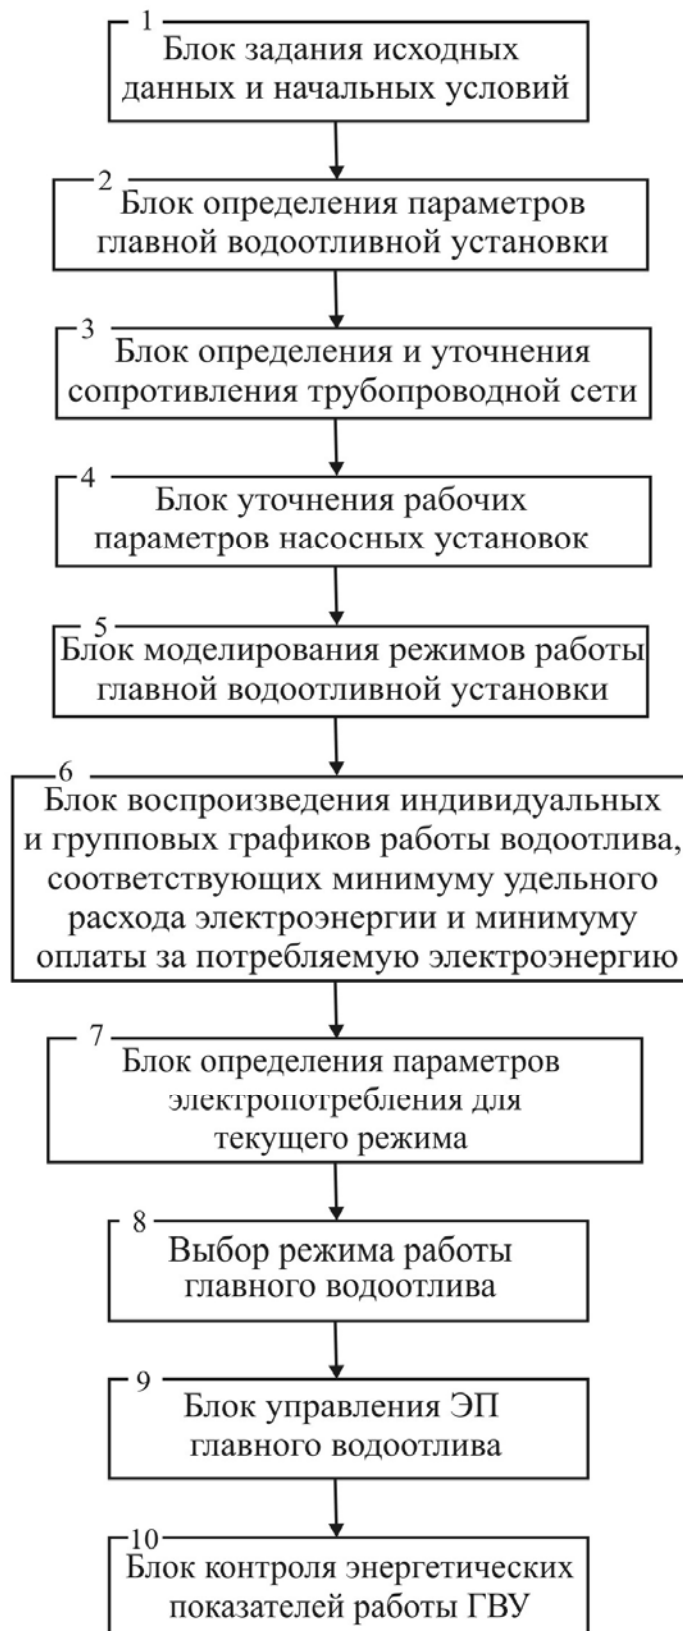 1
Блок задания исходных
данных и начальных условий
2
Блок определения параметров
главной водоотливной установки
3
Блок определения и уточнения
сопротивления трубопроводной сети
4
Блок уточнения рабочих
параметров насосных установок
5
Блок моделирования режимов работы
главной водоотливной установки
6
Блок воспроизведения индивидуальных
и групповых графиков работы водоотлива,
соответствующих минимуму удельного
расхода электроэнергии и минимуму
оплаты за потребляемую электроэнергию
7
Блок определения параметров
электропотребления для
текущего режима
8
Выбор режима работы
главного водоотлива
9
Блок управления ЭП
главного водоотлива
10
Блок контроля энергетических
показателей работы ГВУ